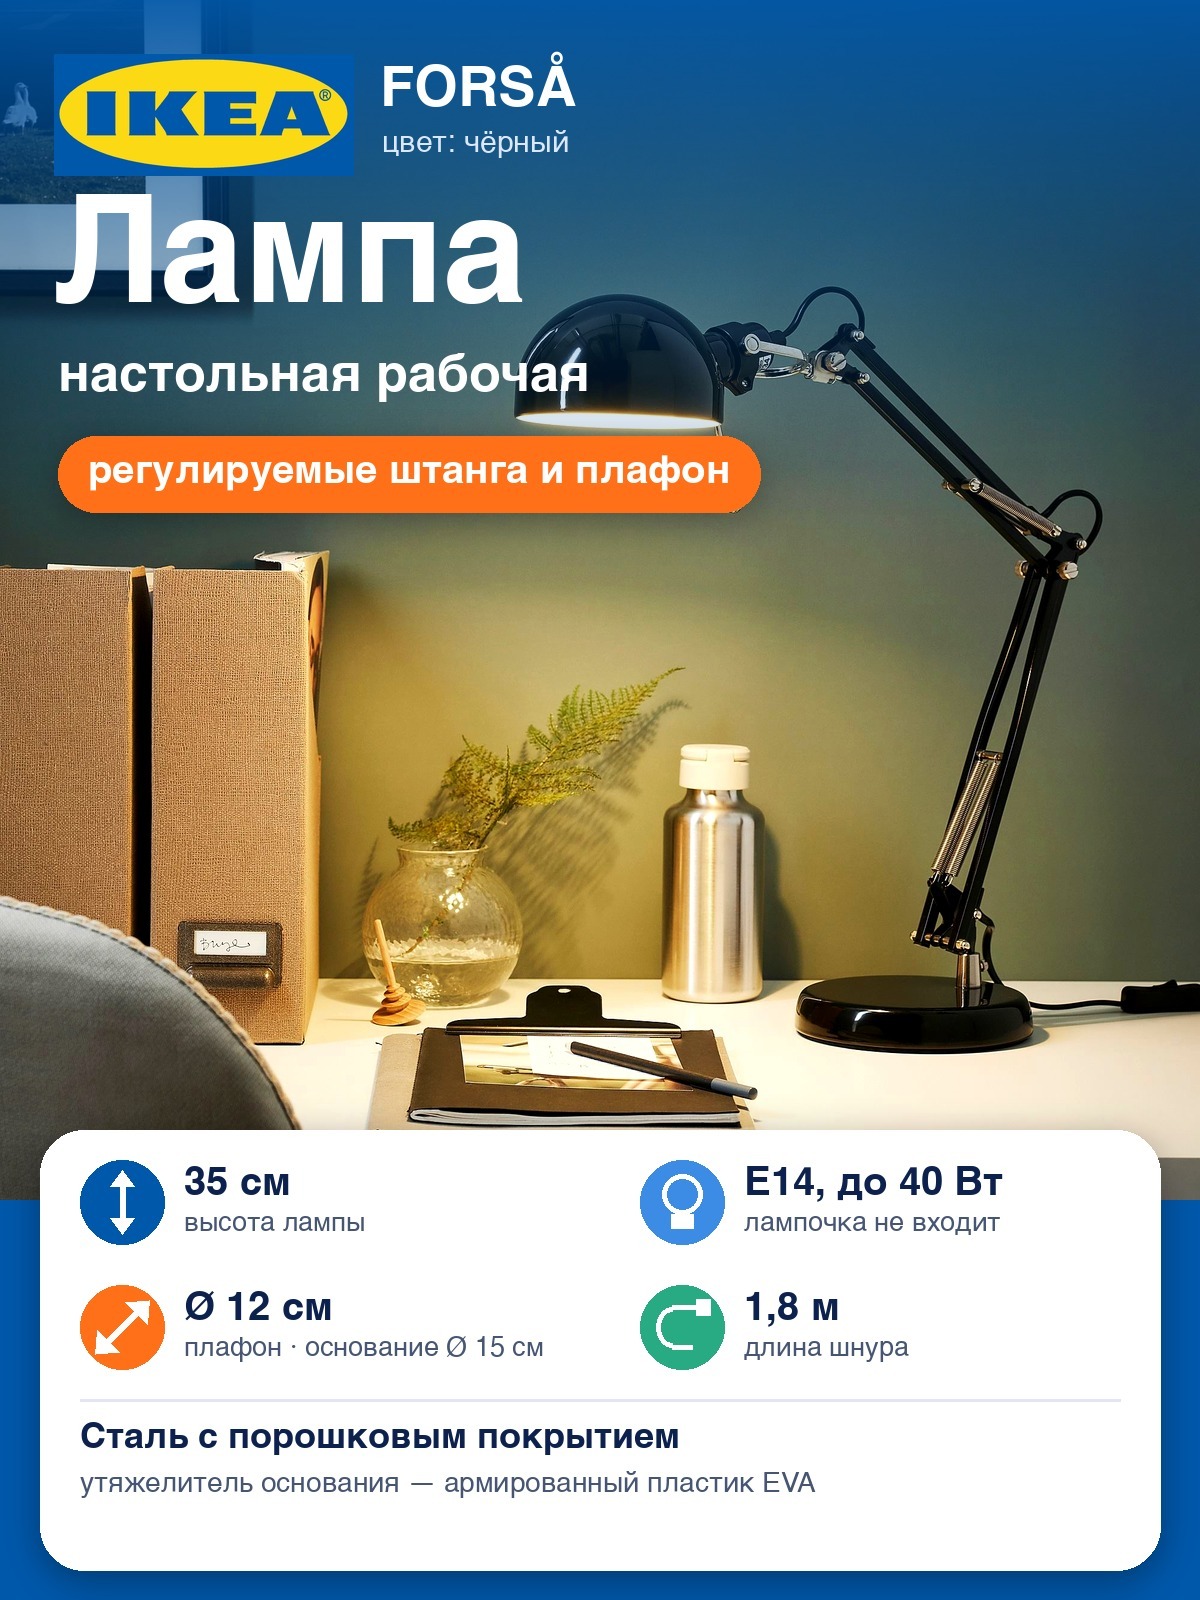 IKEA®
FORSÅ
цвет: чёрный
Лампа
настольная рабочая
регулируемые штанга и плафон
35 см
высота лампы
E14, до 40 Вт
лампочка не входит
Ø 12 см
плафон · основание Ø 15 см
1,8 м
длина шнура
Сталь с порошковым покрытием
утяжелитель основания — армированный пластик EVA